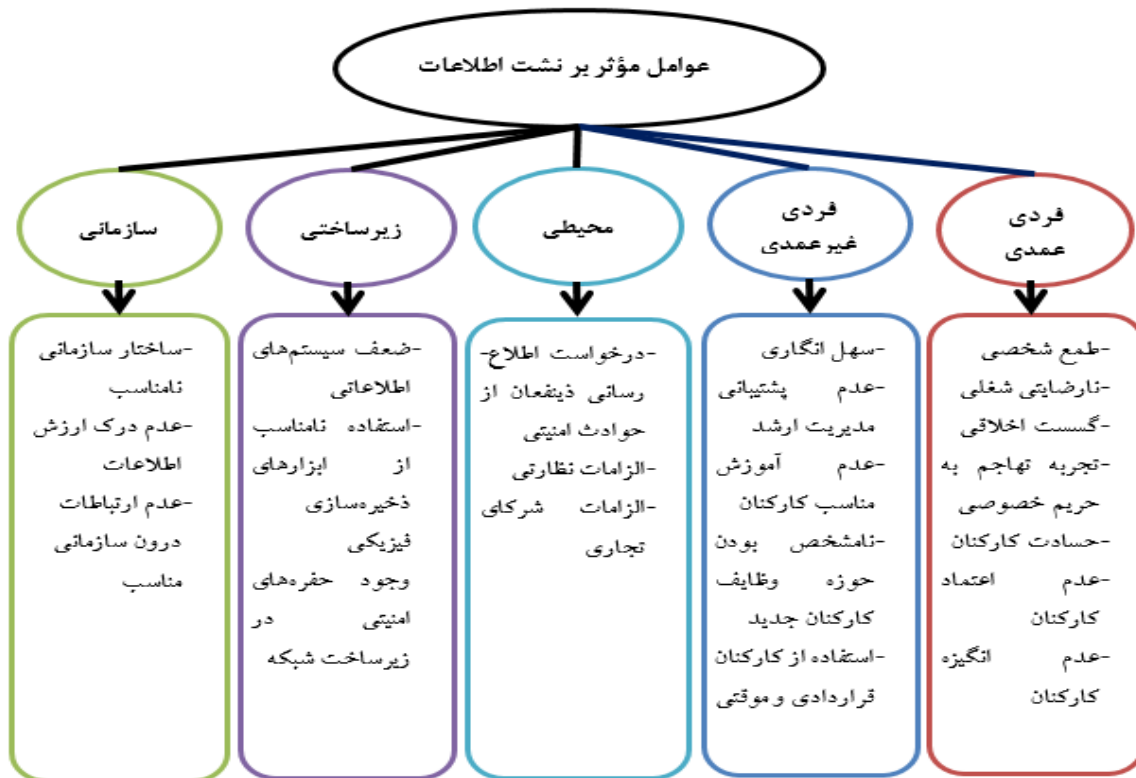 عوامل مؤثر بر نشت اطلاعات
فردی
عمدی
فردی
غیرعمدی
محیطی
زیرساختی
سازمانی
-طمع شخصی
-نارضایتی شغلی
-گسست اخلاقی
-تجربه تهاجم به
حریم خصوصی
-حسادت کارکنان
-عدم اعتماد
کارکنان
-عدم انگیزه
کارکنان
-سهل انگاری
-عدم پشتیبانی
مدیریت ارشد
-عدم آموزش
مناسب کارکنان
-نامشخص بودن
حوزه وظایف
کارکنان جدید
-استفاده از کارکنان
قراردادی و موقتی
-درخواست اطلاع-
رسانی ذینفعان از
حوادث امنیتی
-الزامات نظارتی
-الزامات شرکای
تجاری
-ضعف سیستم‌های
اطلاعاتی
-استفاده نامناسب
از ابزارهای
ذخیره‌سازی
فیزیکی
وجود حفره‌های
امنیتی در
زیرساخت شبکه
-ساختار سازمانی
نامناسب
-عدم درک ارزش
اطلاعات
-عدم ارتباطات
درون سازمانی
مناسب